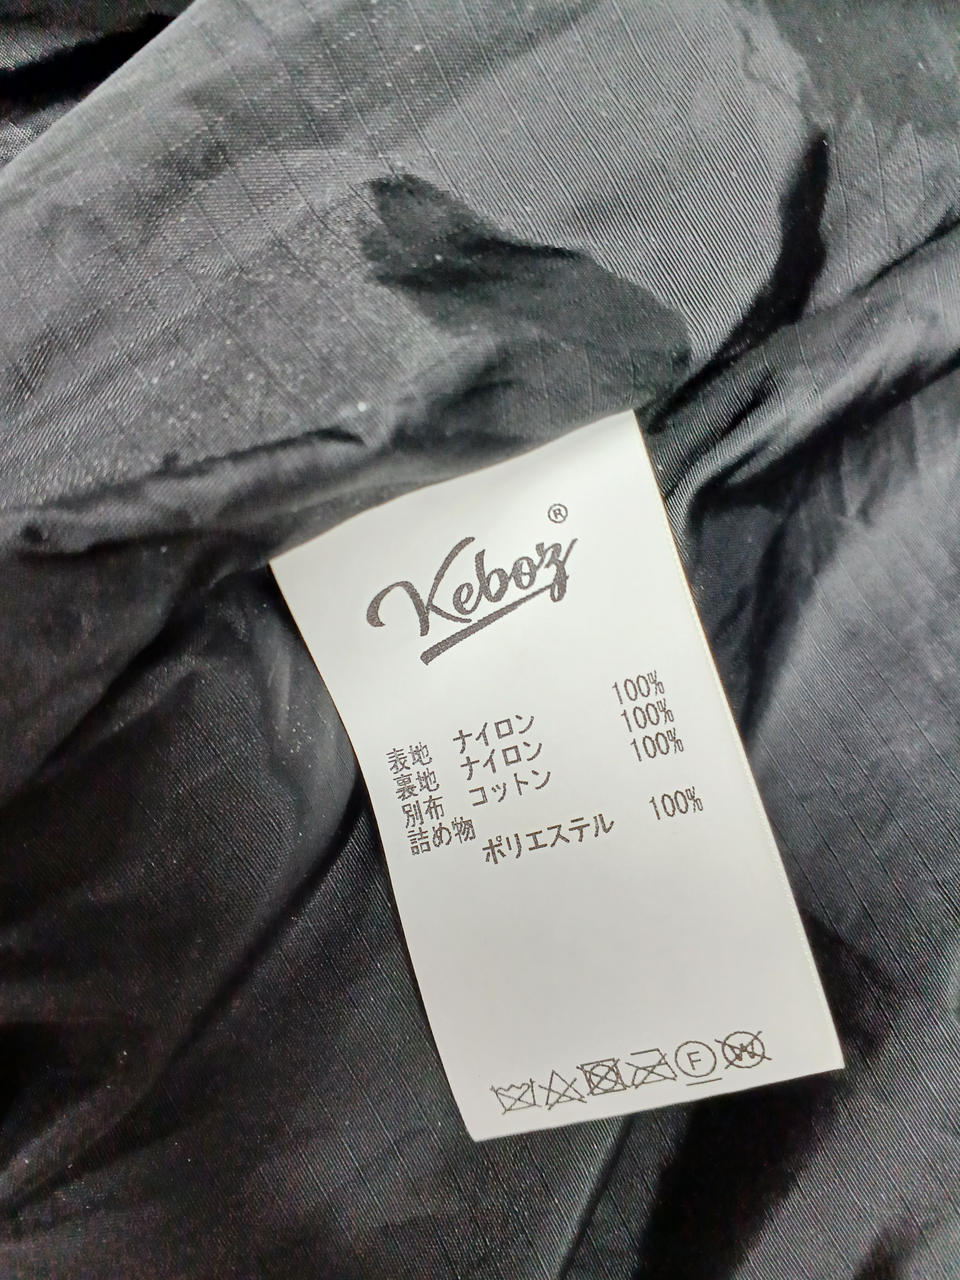 Keboz®
表地 ナイロン 100%
裏地 ナイロン 100%
別布 コットン 100%
詰め物
ポリエステル 100%
F
W